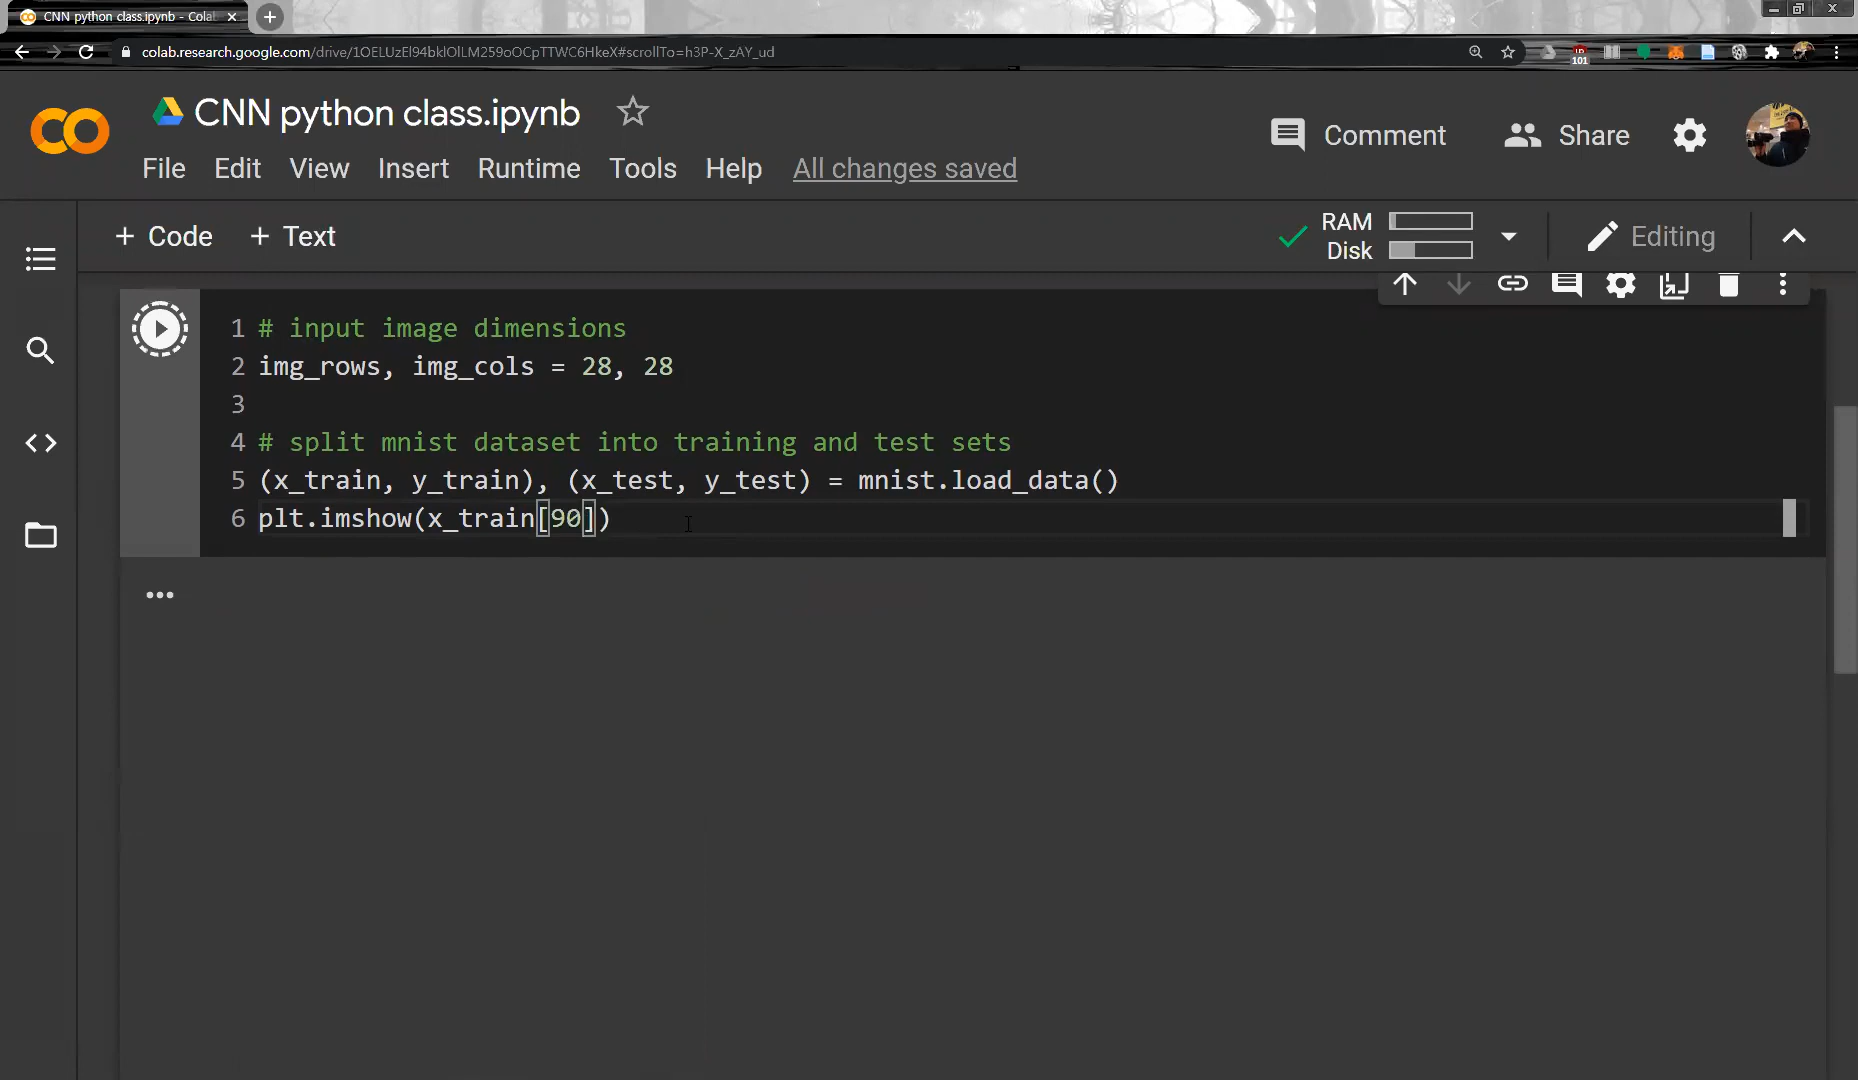 CNN python class.ipynb - Cola
colab.research.google.com/drive/1OELUzEl94bklOlLM259oOCpTTWC6HkeX#scrollTo=h3P-X_zAY_ud
101
CNN python class.ipynb
Comment
Share
File Edit View Insert Runtime Tools Help All changes saved
+ Code + Text
RAM
Disk
Editing
1 # input image dimensions
2 img_rows, img_cols = 28, 28
3
4 # split mnist dataset into training and test sets
5 (x_train, y_train), (x_test, y_test) = mnist.load_data()
6 plt.imshow(x_train[90])